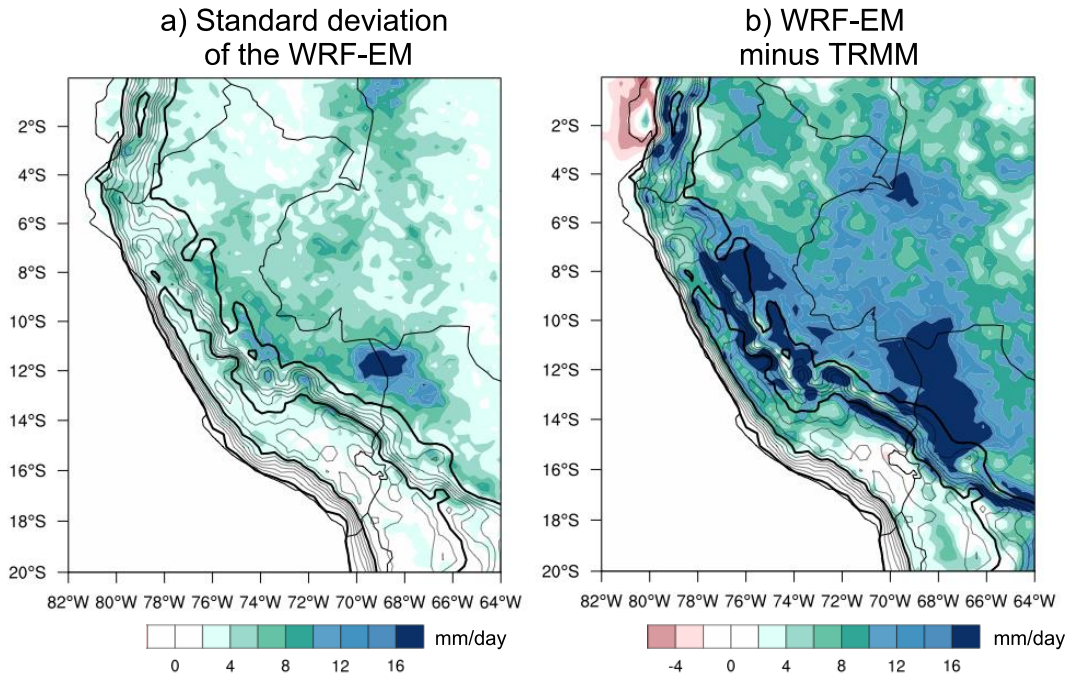 a) Standard deviation
of the WRF-EM
b) WRF-EM
minus TRMM
2°S
4°S
6°S
8°S
10°S
12°S
14°S
16°S
18°S
20°S
82°W 80°W 78°W 76°W 74°W 72°W 70°W 68°W 66°W 64°W
0 4 8 12 16 mm/day
2°S
4°S
6°S
8°S
10°S
12°S
14°S
16°S
18°S
20°S
82°W 80°W 78°W 76°W 74°W 72°W 70°W 68°W 66°W 64°W
-4 0 4 8 12 16 mm/day